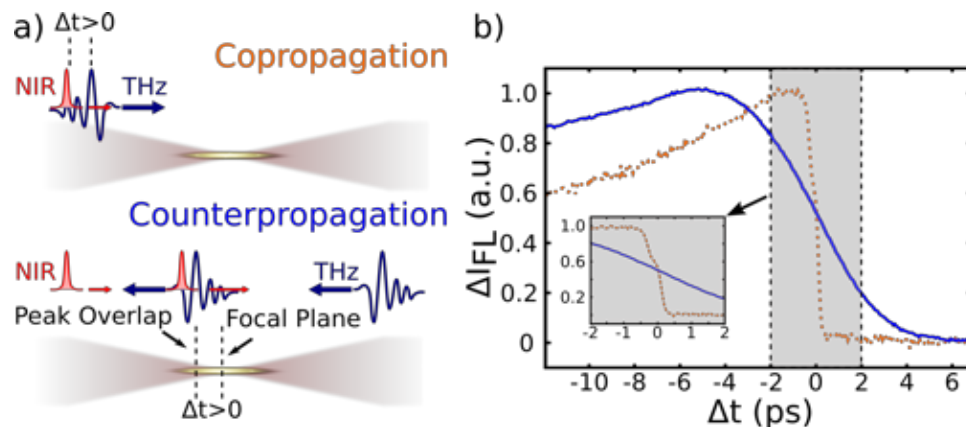 a)
Δt>0
Copropagation
NIR
THz
Counterpropagation
NIR
THz
Peak Overlap
Focal Plane
Δt>0
b)
ΔIFL (a.u.)
1.0
0.8
0.6
0.4
0.2
0
1.0
0.6
0.2
-2 -1 0 1 2
-10 -8 -6 -4 -2 0 2 4 6
Δt (ps)